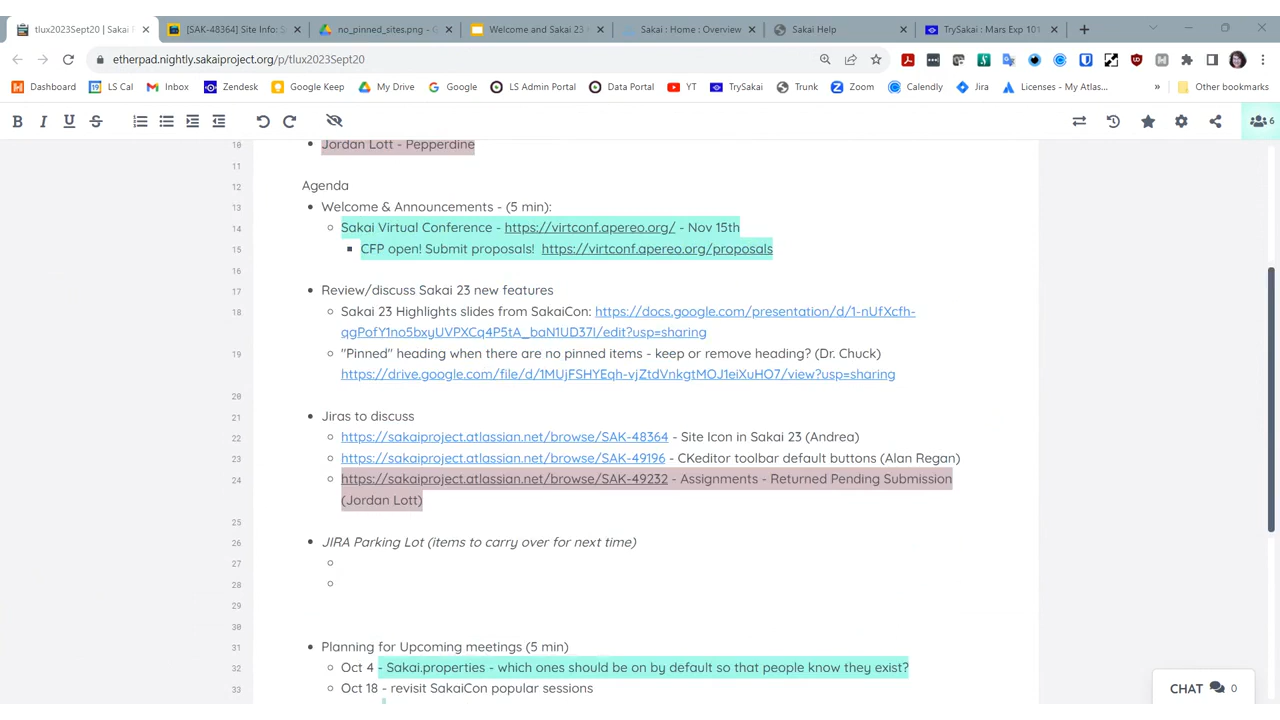 tlux2023Sept20 | Sakai E
[SAK-48364] Site Info: S
no_pinned_sites.png - G
Welcome and Sakai 23 H
Sakai : Home : Overview
Sakai Help
TrySakai : Mars Exp 101
etherpad.nightly.sakaiproject.org/p/tlux2023Sept20
Dashboard
LS Cal
Inbox
Zendesk
Google Keep
My Drive
Google
LS Admin Portal
Data Portal
YT
TrySakai
Trunk
Zoom
Calendly
Jira
Licenses - My Atlas...
»
Other bookmarks
B I U S
6
10 Jordan Lott - Pepperdine
11
12 Agenda
13 Welcome & Announcements - (5 min):
14 Sakai Virtual Conference - https://virtconf.apereo.org/ - Nov 15th
15 CFP open! Submit proposals! https://virtconf.apereo.org/proposals
16
17 Review/discuss Sakai 23 new features
18 Sakai 23 Highlights slides from SakaiCon: https://docs.google.com/presentation/d/1-nUfXcfh-
qgPofY1no5bxyUVPXCq4P5tA_baN1UD37I/edit?usp=sharing
19 "Pinned" heading when there are no pinned items - keep or remove heading? (Dr. Chuck)
https://drive.google.com/file/d/1MUjFSHYEqh-vjZtdVnkgtMOJ1eiXuHO7/view?usp=sharing
20
21 Jiras to discuss
22 https://sakaiproject.atlassian.net/browse/SAK-48364 - Site Icon in Sakai 23 (Andrea)
23 https://sakaiproject.atlassian.net/browse/SAK-49196 - CKeditor toolbar default buttons (Alan Regan)
24 https://sakaiproject.atlassian.net/browse/SAK-49232 - Assignments - Returned Pending Submission
(Jordan Lott)
25
26 JIRA Parking Lot (items to carry over for next time)
27
28
29
30
31 Planning for Upcoming meetings (5 min)
32 Oct 4 - Sakai.properties - which ones should be on by default so that people know they exist?
33 Oct 18 - revisit SakaiCon popular sessions
CHAT 0